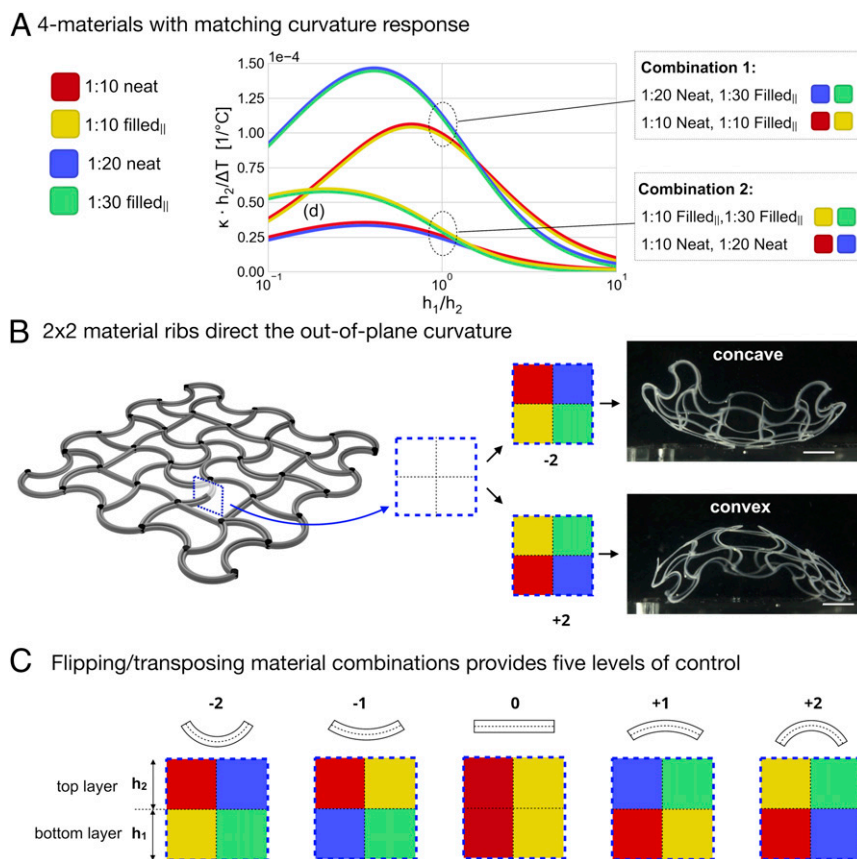 A 4-materials with matching curvature response
1:10 neat
1:10 filled||
1:20 neat
1:30 filled||
1e−4
κ · h₂/ΔT [1/°C]
1.50
1.25
1.00
0.75
0.50
0.25
0.00
(d)
10⁻¹
10⁰
10¹
h₁/h₂
Combination 1:
1:20 Neat, 1:30 Filled||
1:10 Neat, 1:10 Filled||
Combination 2:
1:10 Filled||,1:30 Filled||
1:10 Neat, 1:20 Neat
B 2x2 material ribs direct the out-of-plane curvature
-2
+2
concave
convex
C Flipping/transposing material combinations provides five levels of control
-2 -1 0 +1 +2
top layer h₂
bottom layer h₁